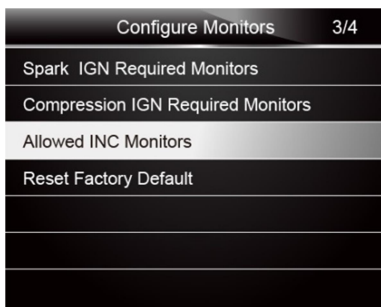 Configure Monitors 3/4
Spark IGN Required Monitors
Compression IGN Required Monitors
Allowed INC Monitors
Reset Factory Default